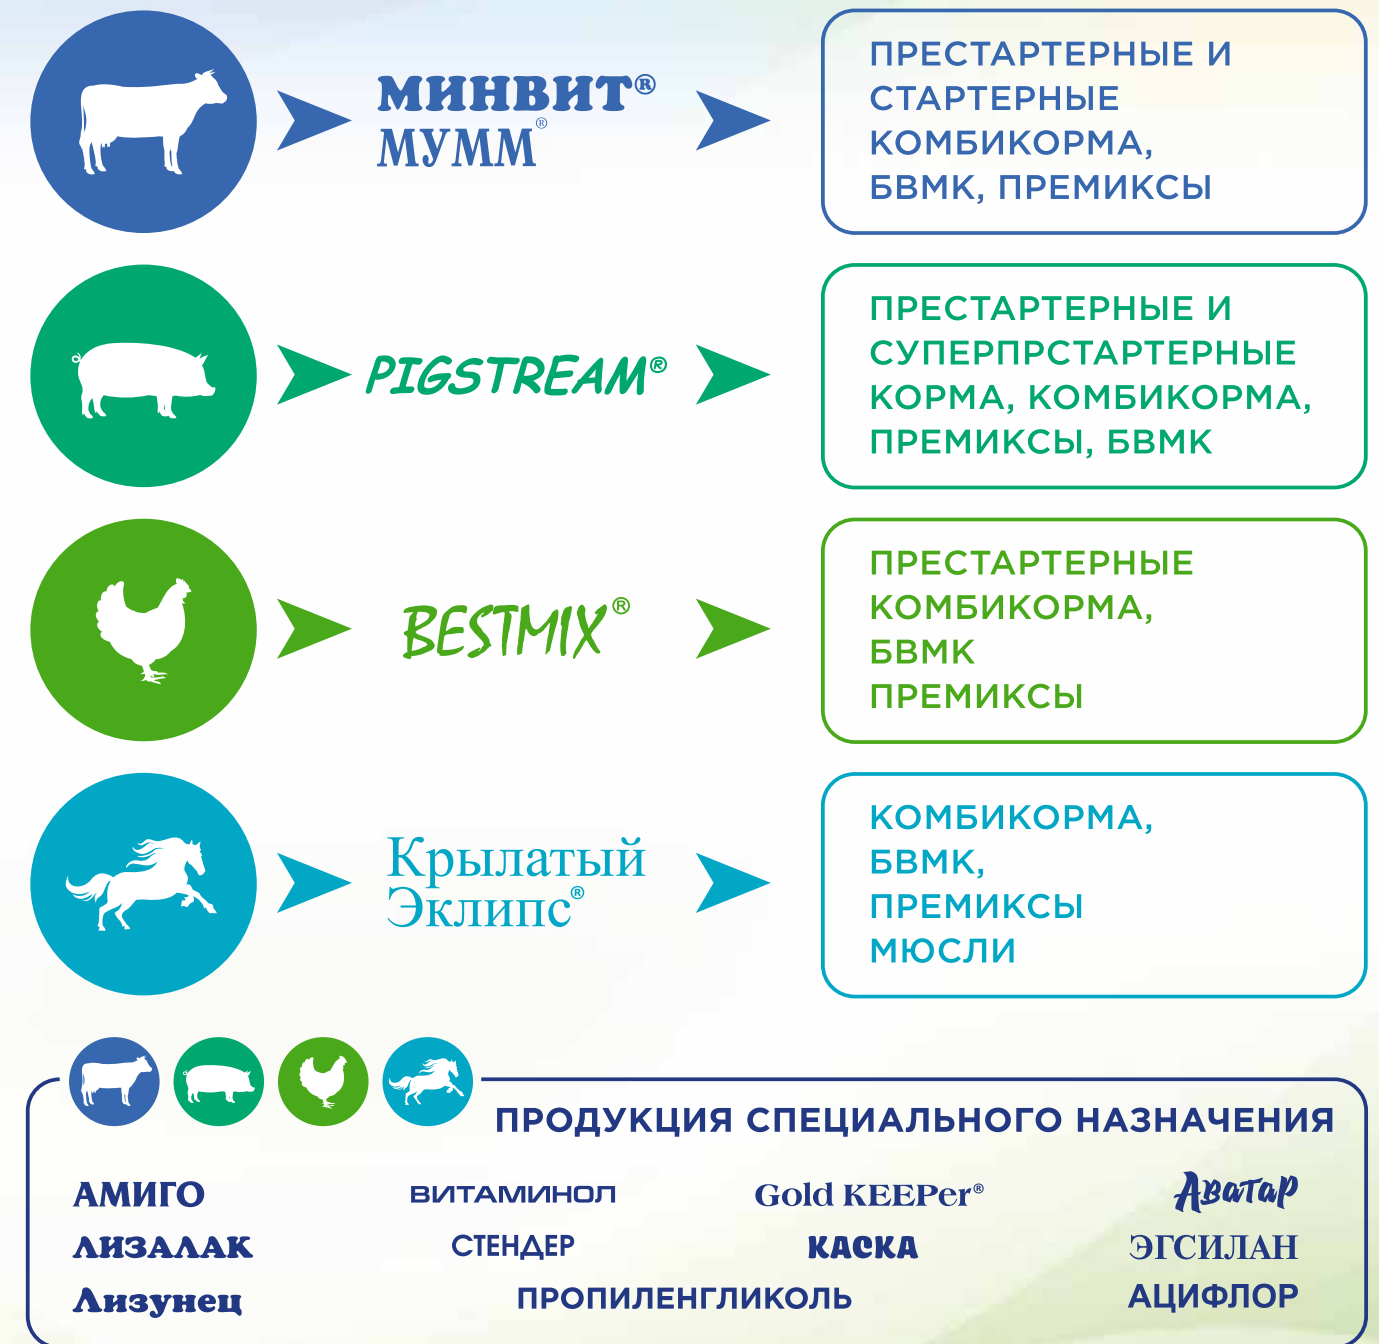 МИНВИТ®
МУММ®
ПРЕСТАРТЕРНЫЕ И
СТАРТЕРНЫЕ
КОМБИКОРМА,
БВМК, ПРЕМИКСЫ
PIGSTREAM®
ПРЕСТАРТЕРНЫЕ И
СУПЕРПРСТАРТЕРНЫЕ
КОРМА, КОМБИКОРМА,
ПРЕМИКСЫ, БВМК
BESTMIX®
ПРЕСТАРТЕРНЫЕ
КОМБИКОРМА,
БВМК
ПРЕМИКСЫ
Крылатый
Эклипс®
КОМБИКОРМА,
БВМК,
ПРЕМИКСЫ
МЮСЛИ
ПРОДУКЦИЯ СПЕЦИАЛЬНОГО НАЗНАЧЕНИЯ
АМИГО ВИТАМИНОЛ Gold KEEPer® Аватар
ЛИЗАЛАК СТЕНДЕР КАСКА ЭГСИЛАН
Лизунец ПРОПИЛЕНГЛИКОЛЬ АЦИФЛОР